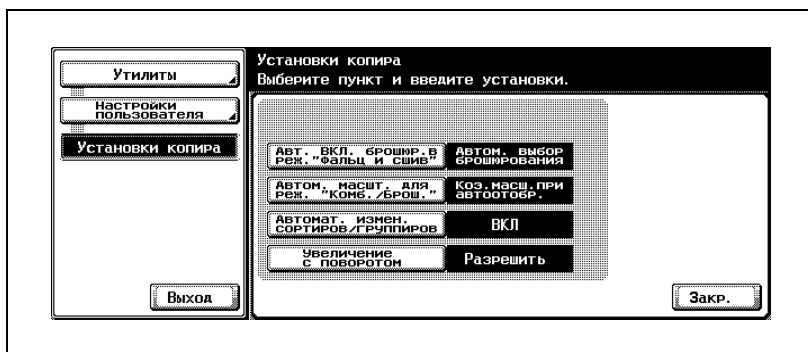 Утилиты
Настройки
пользователя
Установки копира
Выход
Установки копира
Выберите пункт и введите установки.
Авт. ВКЛ. брошюр.в
реж."Фальц и сшив"
Автом. выбор
брошюрования
Автом. масшт. для
реж. "Комб./Брош."
Коэ.масш.при
автоотобр.
Автомат. измен.
сортиров/группиров
ВКЛ
Увеличение
с поворотом
Разрешить
Закр.